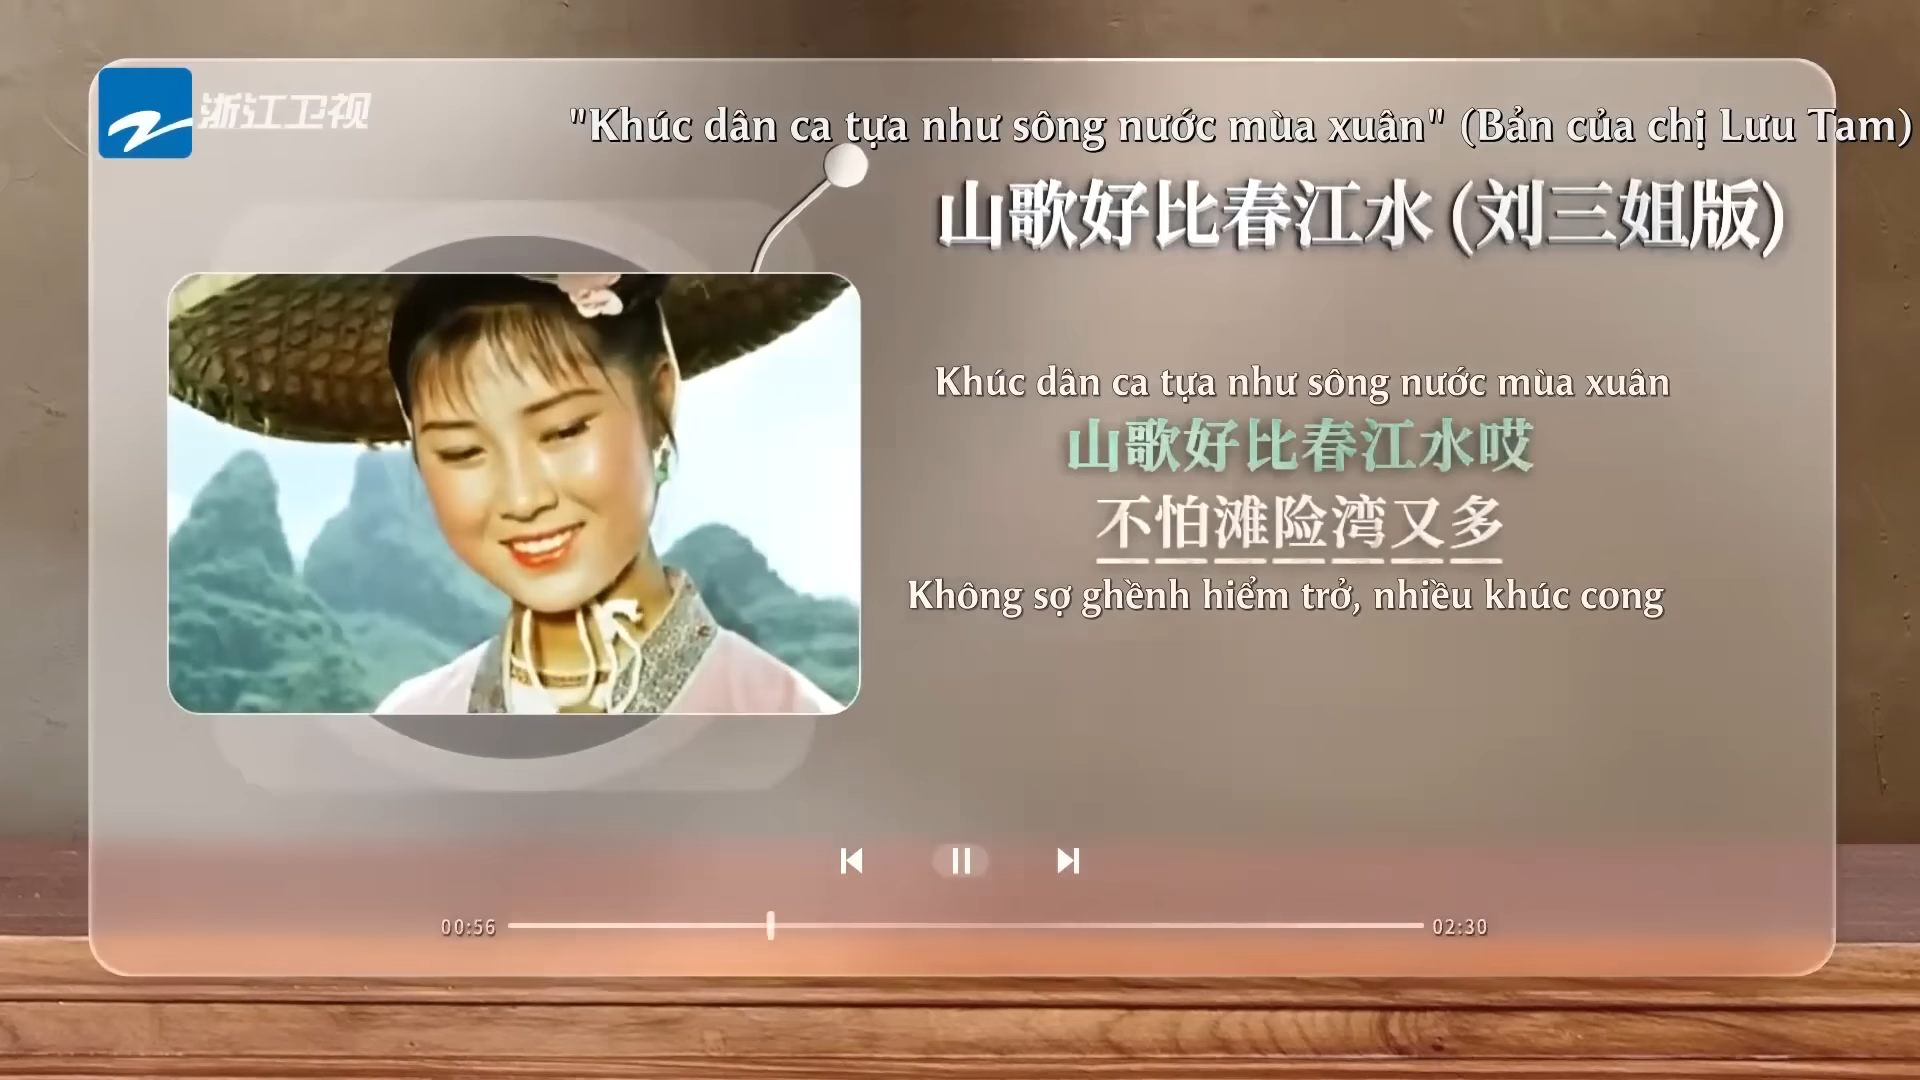 浙江卫视
"Khúc dân ca tựa như sông nước mùa xuân" (Bản của chị Lưu Tam)
山歌好比春江水(刘三姐版)
Khúc dân ca tựa như sông nước mùa xuân
山歌好比春江水哎
不怕滩险湾又多
Không sợ ghềnh hiểm trở, nhiều khúc cong
00:56
02:30